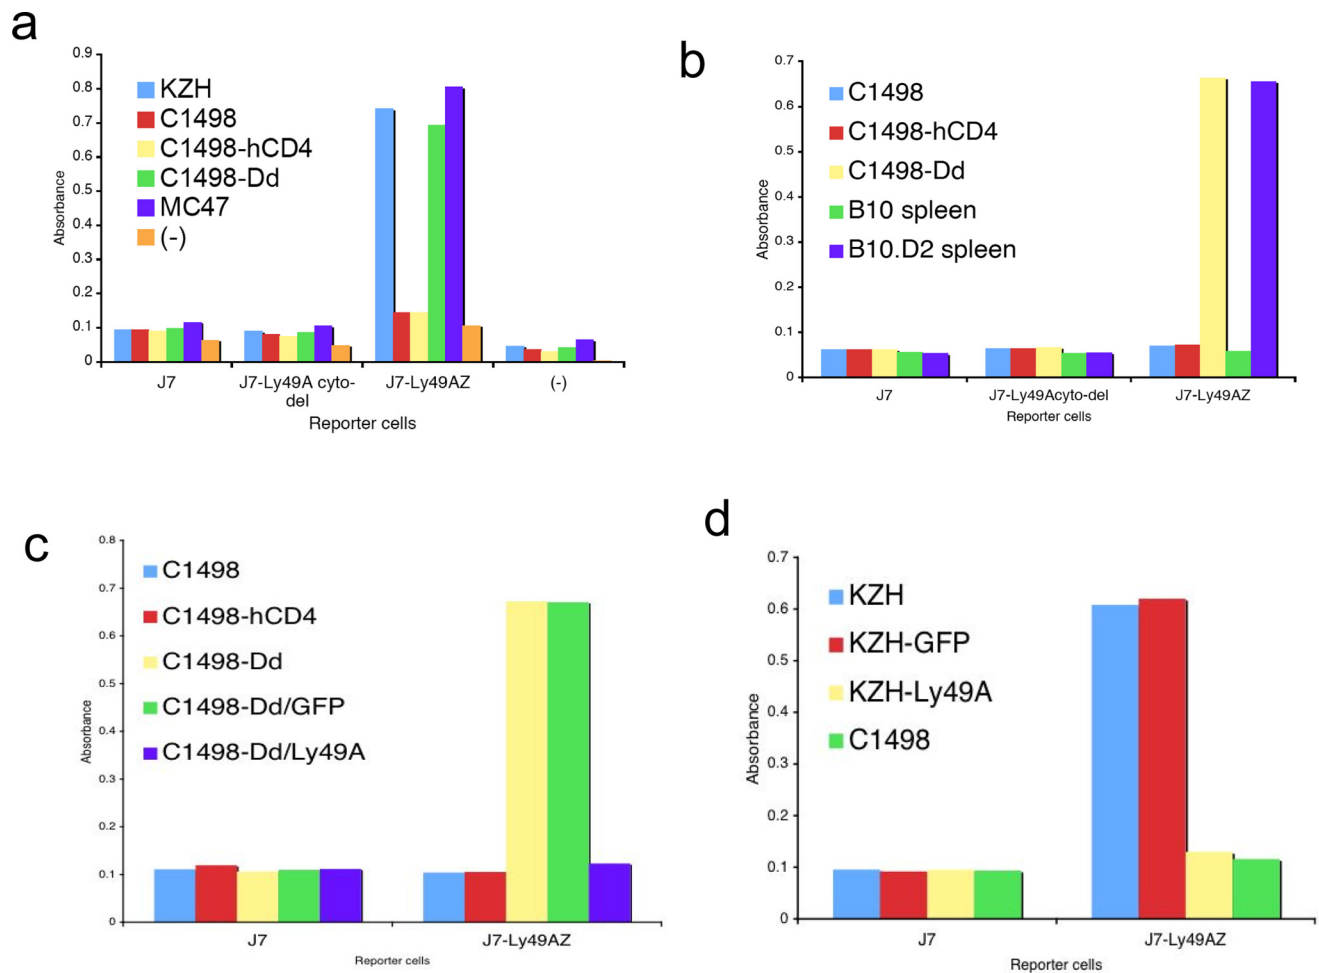 a
0.9
0.8
0.7
0.6
0.5
0.4
0.3
0.2
0.1
0
Absorbance
KZH
C1498
C1498-hCD4
C1498-Dd
MC47
(-)
J7
J7-Ly49A cyto-
del
J7-Ly49AZ
(-)
Reporter cells
b
0.7
0.6
0.5
0.4
0.3
0.2
0.1
0
Absorbance
C1498
C1498-hCD4
C1498-Dd
B10 spleen
B10.D2 spleen
J7
J7-Ly49Acyto-del
J7-Ly49AZ
Reporter cells
c
0.8
0.7
0.6
0.5
0.4
0.3
0.2
0.1
0
Absorbance
C1498
C1498-hCD4
C1498-Dd
C1498-Dd/GFP
C1498-Dd/Ly49A
J7
J7-Ly49AZ
Reporter cells
d
0.7
0.6
0.5
0.4
0.3
0.2
0.1
0
Absorbance
KZH
KZH-GFP
KZH-Ly49A
C1498
J7
J7-Ly49AZ
Reporter cells